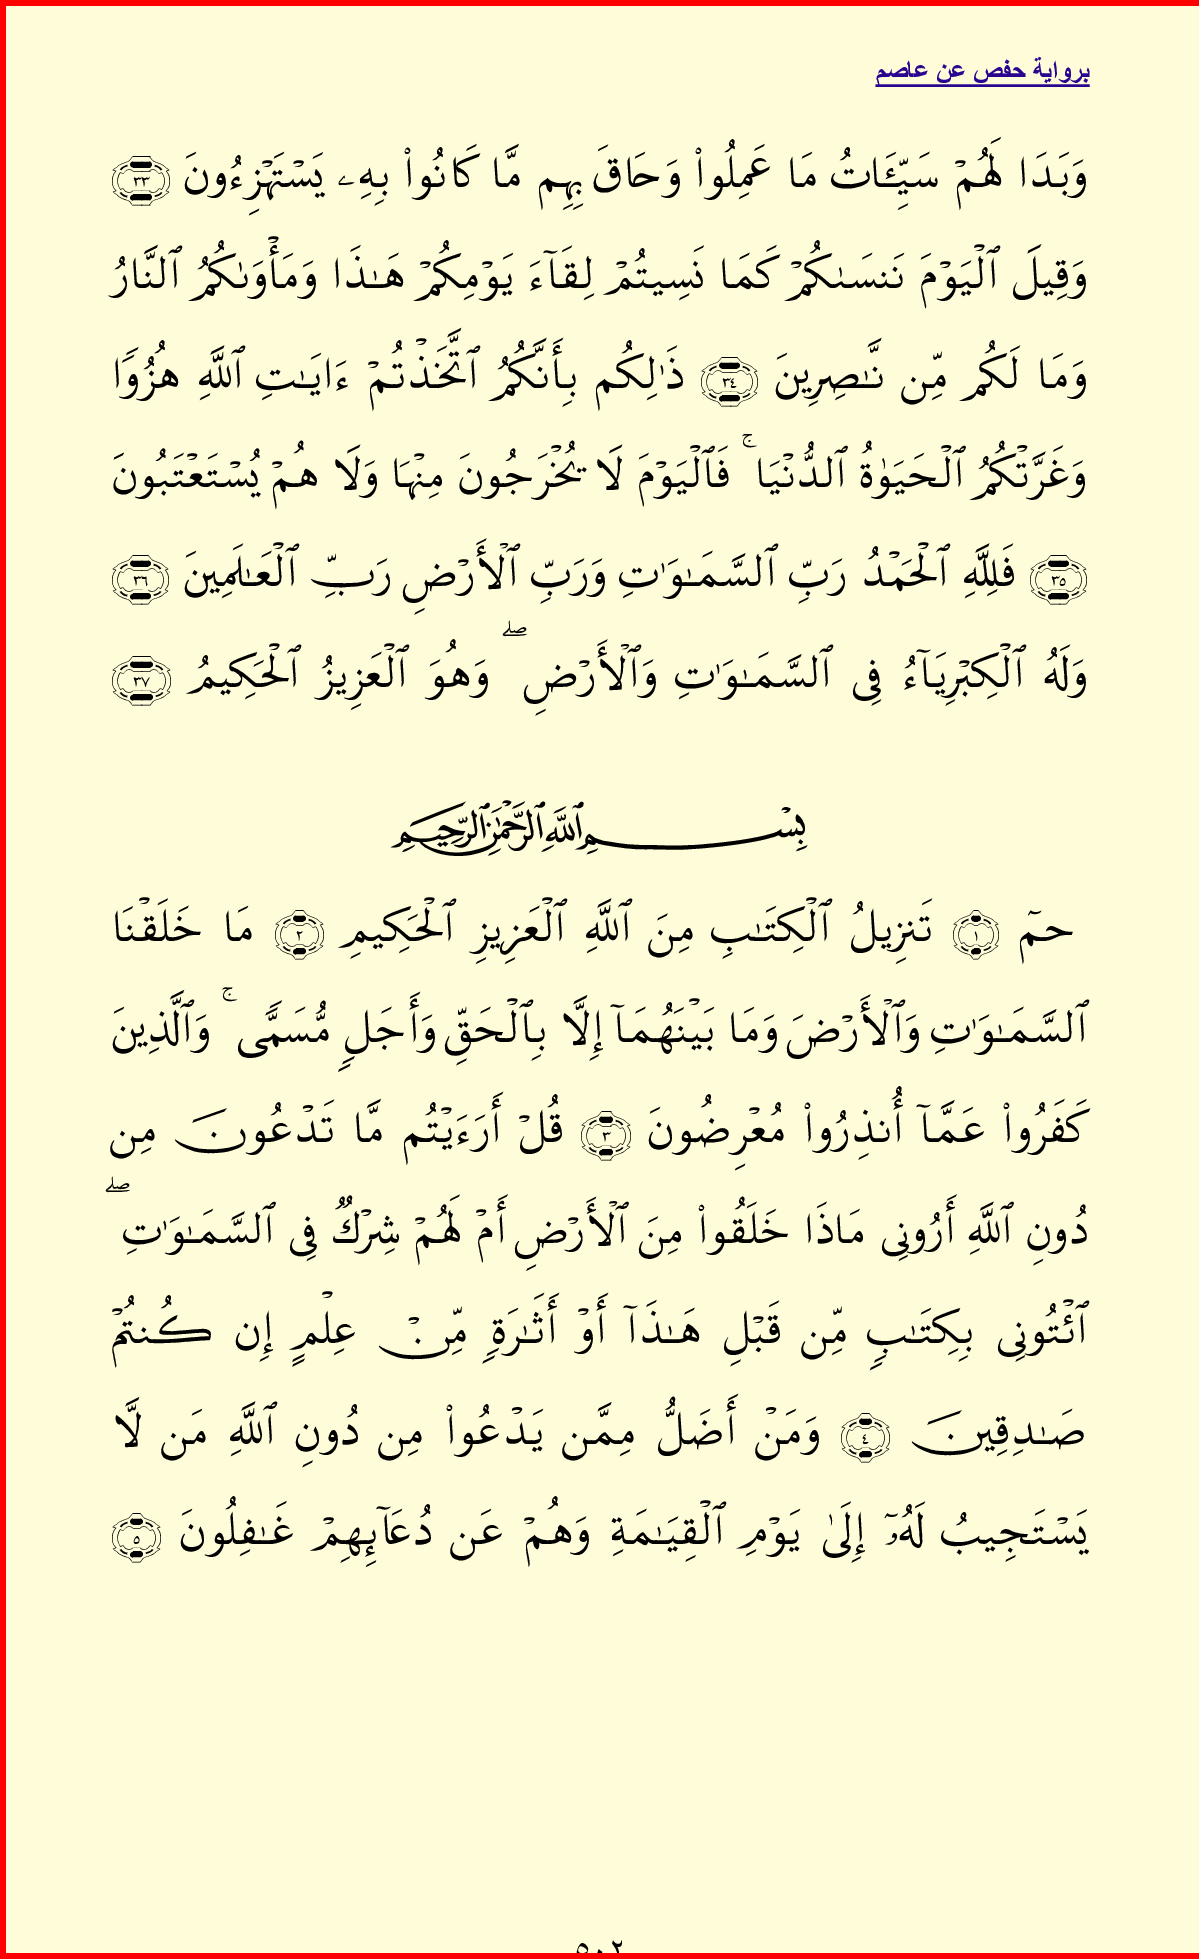 برواية حفص عن عاصم
وَبَدَا لَهُمْ سَيِّـَٔاتُ مَا عَمِلُوا۟ وَحَاقَ بِهِم مَّا كَانُوا۟ بِهِۦ يَسْتَهْزِءُونَ ٣٣
وَقِيلَ ٱلْيَوْمَ نَنسَىٰكُمْ كَمَا نَسِيتُمْ لِقَآءَ يَوْمِكُمْ هَـٰذَا وَمَأْوَىٰكُمُ ٱلنَّارُ
وَمَا لَكُم مِّن نَّـٰصِرِينَ ٣٤ ذَٰلِكُم بِأَنَّكُمُ ٱتَّخَذْتُمْ ءَايَـٰتِ ٱللَّهِ هُزُوًا
وَغَرَّتْكُمُ ٱلْحَيَوٰةُ ٱلدُّنْيَا ۚ فَٱلْيَوْمَ لَا يُخْرَجُونَ مِنْهَا وَلَا هُمْ يُسْتَعْتَبُونَ
٣٥ فَلِلَّهِ ٱلْحَمْدُ رَبِّ ٱلسَّمَـٰوَٰتِ وَرَبِّ ٱلْأَرْضِ رَبِّ ٱلْعَـٰلَمِينَ ٣٦
وَلَهُ ٱلْكِبْرِيَآءُ فِى ٱلسَّمَـٰوَٰتِ وَٱلْأَرْضِ ۖ وَهُوَ ٱلْعَزِيزُ ٱلْحَكِيمُ ٣٧
بِسْمِ ٱللَّهِ ٱلرَّحْمَـٰنِ ٱلرَّحِيمِ
حمٓ ١ تَنزِيلُ ٱلْكِتَـٰبِ مِنَ ٱللَّهِ ٱلْعَزِيزِ ٱلْحَكِيمِ ٢ مَا خَلَقْنَا
ٱلسَّمَـٰوَٰتِ وَٱلْأَرْضَ وَمَا بَيْنَهُمَآ إِلَّا بِٱلْحَقِّ وَأَجَلٍ مُّسَمًّى ۚ وَٱلَّذِينَ
كَفَرُوا۟ عَمَّآ أُنذِرُوا۟ مُعْرِضُونَ ٣ قُلْ أَرَءَيْتُم مَّا تَدْعُونَ مِن
دُونِ ٱللَّهِ أَرُونِى مَاذَا خَلَقُوا۟ مِنَ ٱلْأَرْضِ أَمْ لَهُمْ شِرْكٌ فِى ٱلسَّمَـٰوَٰتِ ۖ
ٱئْتُونِى بِكِتَـٰبٍ مِّن قَبْلِ هَـٰذَآ أَوْ أَثَـٰرَةٍ مِّنْ عِلْمٍ إِن كُنتُمْ
صَـٰدِقِينَ ٤ وَمَنْ أَضَلُّ مِمَّن يَدْعُوا۟ مِن دُونِ ٱللَّهِ مَن لَّا
يَسْتَجِيبُ لَهُۥٓ إِلَىٰ يَوْمِ ٱلْقِيَـٰمَةِ وَهُمْ عَن دُعَآئِهِمْ غَـٰفِلُونَ ٥
٥٠٢